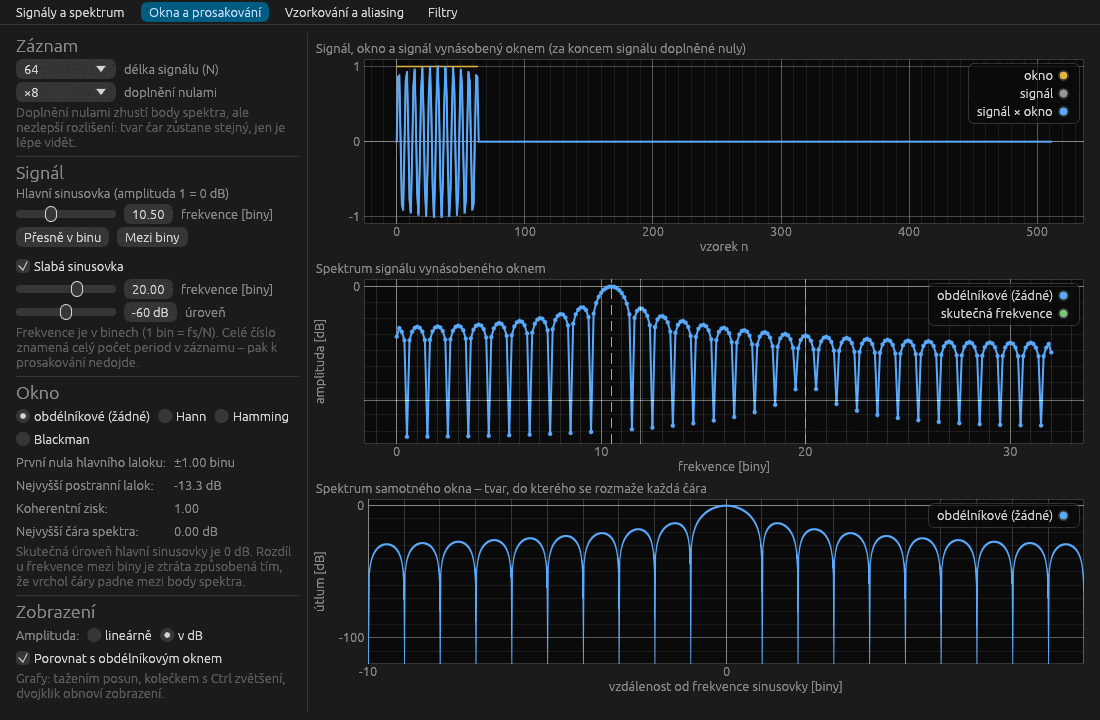 Signály a spektrum Okna a prosakování Vzorkování a aliasing Filtry
Záznam
64 délka signálu (N)
×8 doplnění nulami
Doplnění nulami zhustí body spektra, ale
nezlepší rozlišení: tvar čar zůstane stejný, jen je
lépe vidět.
Signál
Hlavní sinusovka (amplituda 1 = 0 dB)
10.50 frekvence [biny]
Přesně v binu Mezi biny
Slabá sinusovka
20.00 frekvence [biny]
-60 dB úroveň
Frekvence je v binech (1 bin = fs/N). Celé číslo
znamená celý počet period v záznamu – pak k
prosakování nedojde.
Okno
obdélníkové (žádné) Hann Hamming
Blackman
První nula hlavního laloku: ±1.00 binu
Nejvyšší postranní lalok: -13.3 dB
Koherentní zisk: 1.00
Nejvyšší čára spektra: 0.00 dB
Skutečná úroveň hlavní sinusovky je 0 dB. Rozdíl
u frekvence mezi biny je ztráta způsobená tím,
že vrchol čáry padne mezi body spektra.
Zobrazení
Amplituda: lineárně v dB
Porovnat s obdélníkovým oknem
Grafy: tažením posun, kolečkem s Ctrl zvětšení,
dvojklik obnoví zobrazení.
Signál, okno a signál vynásobený oknem (za koncem signálu doplněné nuly)
1
0
-1
okno
signál
signál × okno
0 100 200 300 400 500
vzorek n
Spektrum signálu vynásobeného oknem
0
amplituda [dB]
obdélníkové (žádné)
skutečná frekvence
0 10 20 30
frekvence [biny]
Spektrum samotného okna – tvar, do kterého se rozmaže každá čára
0
-100
útlum [dB]
obdélníkové (žádné)
-10 0
vzdálenost od frekvence sinusovky [biny]